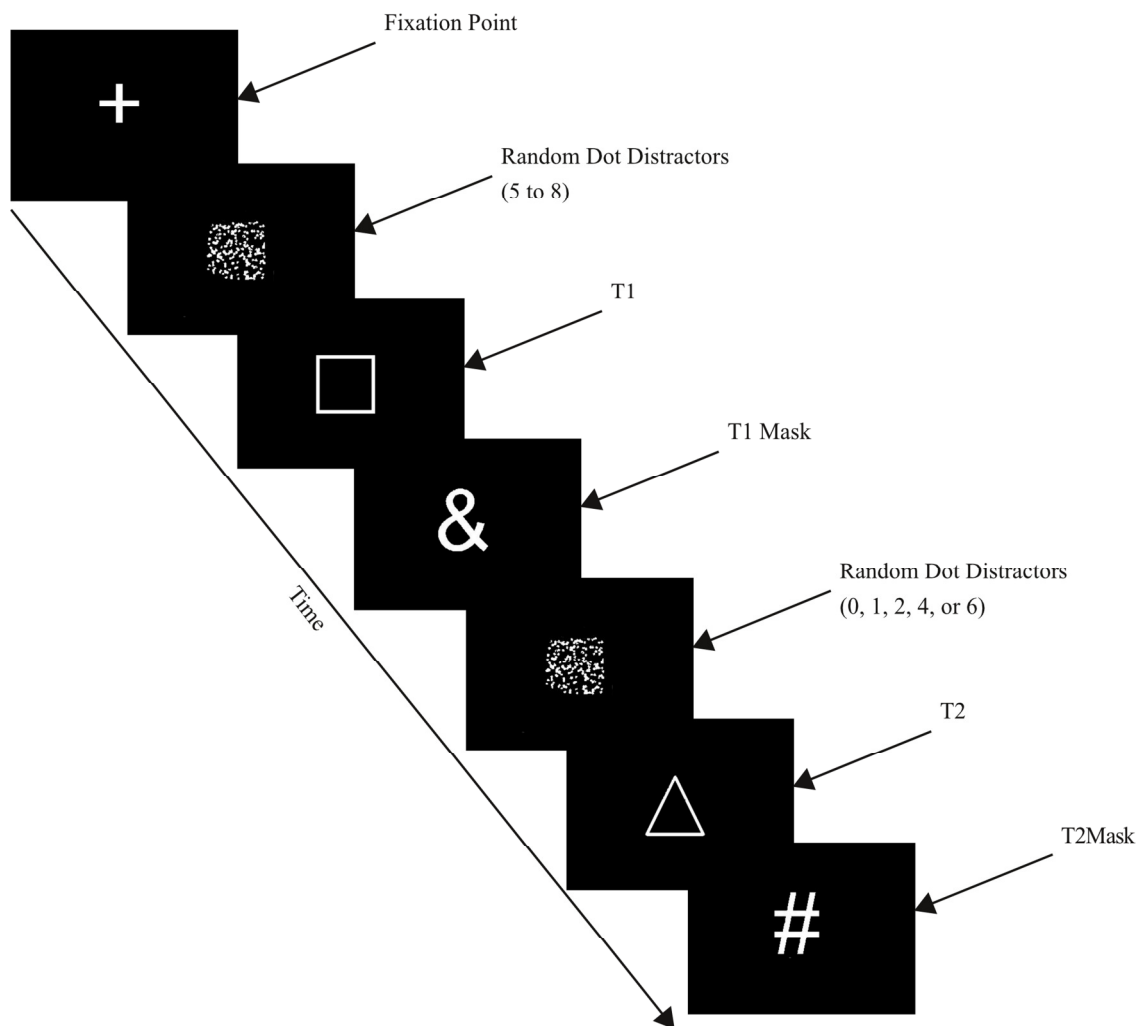 Fixation Point
+
Random Dot Distractors
(5 to 8)
T1
T1 Mask
&
Random Dot Distractors
(0, 1, 2, 4, or 6)
Time
T2
T2Mask
#